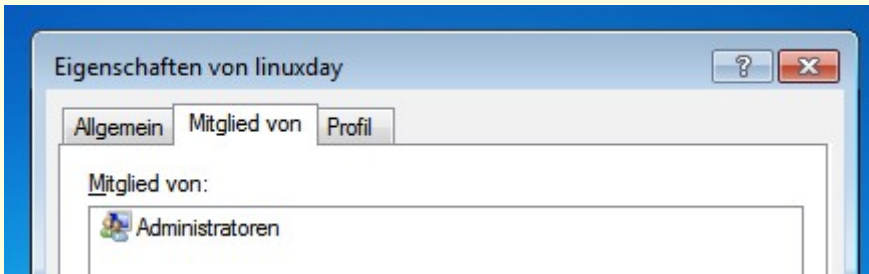 Eigenschaften von linuxday
Allgemein Mitglied von Profil
Mitglied von:
Administratoren